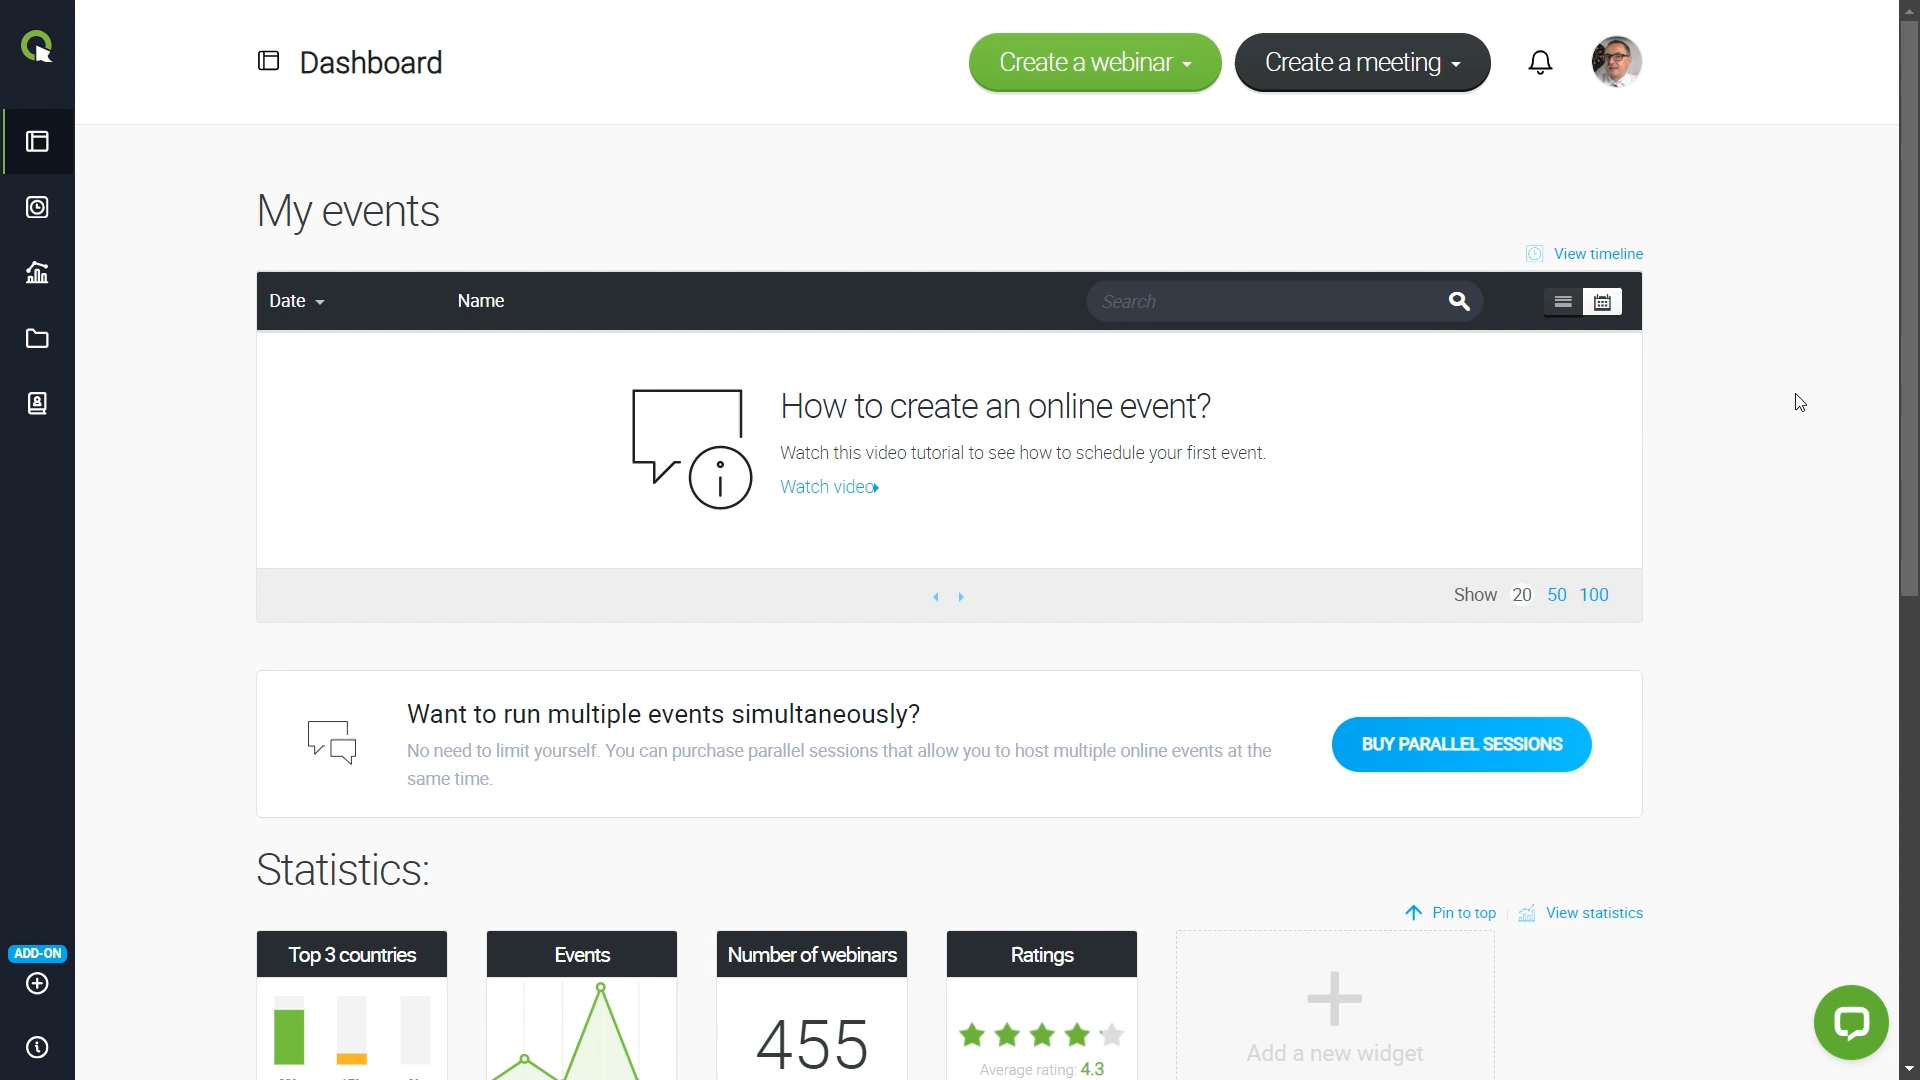 Dashboard
Create a webinar
Create a meeting
My events
View timeline
Date
Name
Search
How to create an online event?
Watch this video tutorial to see how to schedule your first event.
Watch video
Show 20 50 100
Want to run multiple events simultaneously?
No need to limit yourself. You can purchase parallel sessions that allow you to host multiple online events at the
same time.
BUY PARALLEL SESSIONS
Statistics:
Pin to top
View statistics
ADD-ON
Top 3 countries
Events
Number of webinars
Ratings
455
Average rating: 4.3
Add a new widget